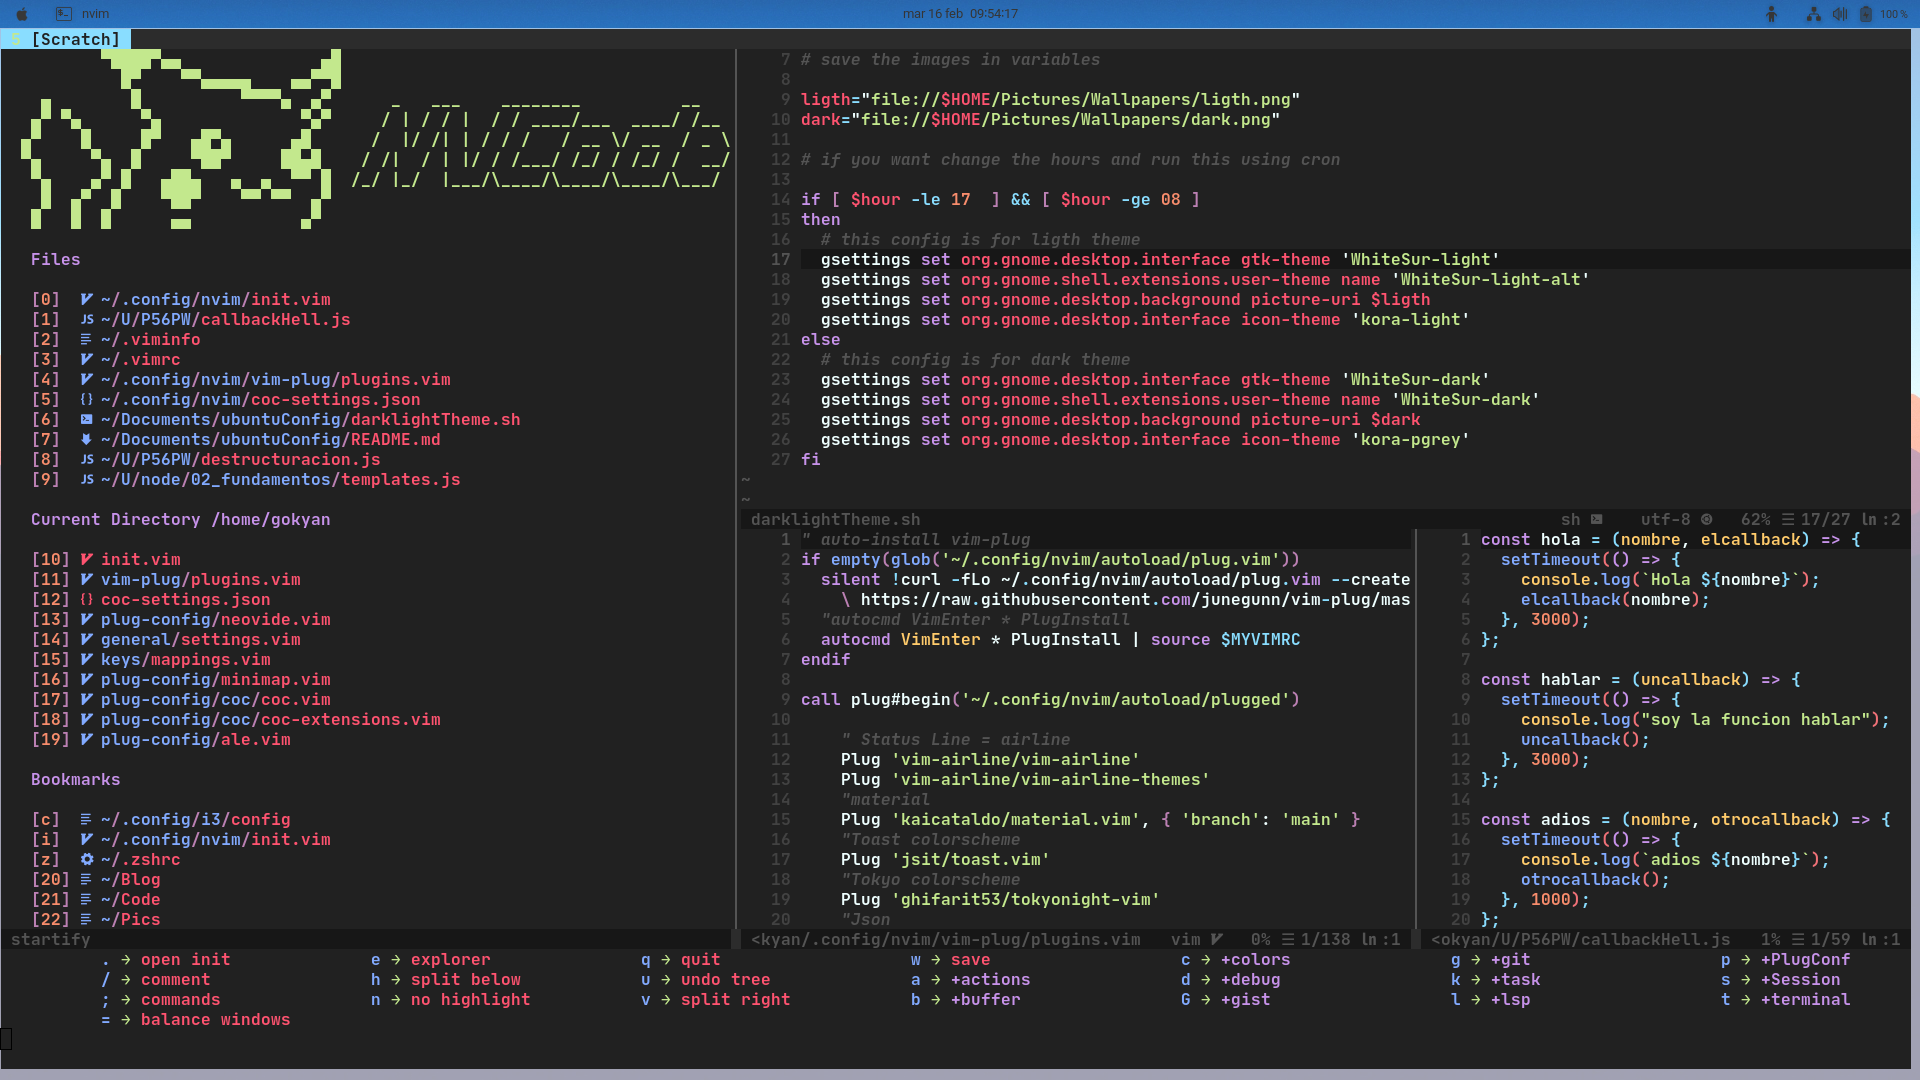 nvim
mar 16 feb 09:54:17
100 %
5 [Scratch]
Files
[0] ~/.config/nvim/init.vim
[1] JS ~/U/P56PW/callbackHell.js
[2] ~/.viminfo
[3] ~/.vimrc
[4] ~/.config/nvim/vim-plug/plugins.vim
[5] {} ~/.config/nvim/coc-settings.json
[6] ~/Documents/ubuntuConfig/darklightTheme.sh
[7] ~/Documents/ubuntuConfig/README.md
[8] JS ~/U/P56PW/destructuracion.js
[9] JS ~/U/node/02_fundamentos/templates.js
Current Directory /home/gokyan
[10] init.vim
[11] vim-plug/plugins.vim
[12] {} coc-settings.json
[13] plug-config/neovide.vim
[14] general/settings.vim
[15] keys/mappings.vim
[16] plug-config/minimap.vim
[17] plug-config/coc/coc.vim
[18] plug-config/coc/coc-extensions.vim
[19] plug-config/ale.vim
Bookmarks
[c] ~/.config/i3/config
[i] ~/.config/nvim/init.vim
[z] ~/.zshrc
[20] ~/Blog
[21] ~/Code
[22] ~/Pics
startify
7 # save the images in variables
8
9 ligth="file://$HOME/Pictures/Wallpapers/ligth.png"
10 dark="file://$HOME/Pictures/Wallpapers/dark.png"
11
12 # if you want change the hours and run this using cron
13
14 if [ $hour -le 17  ] && [ $hour -ge 08 ]
15 then
16   # this config is for ligth theme
17   gsettings set org.gnome.desktop.interface gtk-theme 'WhiteSur-light'
18   gsettings set org.gnome.shell.extensions.user-theme name 'WhiteSur-light-alt'
19   gsettings set org.gnome.desktop.background picture-uri $ligth
20   gsettings set org.gnome.desktop.interface icon-theme 'kora-light'
21 else
22   # this config is for dark theme
23   gsettings set org.gnome.desktop.interface gtk-theme 'WhiteSur-dark'
24   gsettings set org.gnome.shell.extensions.user-theme name 'WhiteSur-dark'
25   gsettings set org.gnome.desktop.background picture-uri $dark
26   gsettings set org.gnome.desktop.interface icon-theme 'kora-pgrey'
27 fi
~
~
darklightTheme.sh sh utf-8 62% ☰ 17/27 ln :2
1 " auto-install vim-plug
2 if empty(glob('~/.config/nvim/autoload/plug.vim'))
3   silent !curl -fLo ~/.config/nvim/autoload/plug.vim --create
4     \ https://raw.githubusercontent.com/junegunn/vim-plug/mas
5   "autocmd VimEnter * PlugInstall
6   autocmd VimEnter * PlugInstall | source $MYVIMRC
7 endif
8
9 call plug#begin('~/.config/nvim/autoload/plugged')
10
11     " Status Line = airline
12     Plug 'vim-airline/vim-airline'
13     Plug 'vim-airline/vim-airline-themes'
14     "material
15     Plug 'kaicataldo/material.vim', { 'branch': 'main' }
16     "Toast colorscheme
17     Plug 'jsit/toast.vim'
18     "Tokyo colorscheme
19     Plug 'ghifarit53/tokyonight-vim'
20     "Json
<kyan/.config/nvim/vim-plug/plugins.vim vim 0% ☰ 1/138 ln :1
1 const hola = (nombre, elcallback) => {
2   setTimeout(() => {
3     console.log(`Hola ${nombre}`);
4     elcallback(nombre);
5   }, 3000);
6 };
7
8 const hablar = (uncallback) => {
9   setTimeout(() => {
10     console.log("soy la funcion hablar");
11     uncallback();
12   }, 3000);
13 };
14
15 const adios = (nombre, otrocallback) => {
16   setTimeout(() => {
17     console.log(`adios ${nombre}`);
18     otrocallback();
19   }, 1000);
20 };
<okyan/U/P56PW/callbackHell.js 1% ☰ 1/59 ln :1
. → open init e → explorer q → quit w → save c → +colors g → +git p → +PlugConf
/ → comment h → split below u → undo tree a → +actions d → +debug k → +task s → +Session
; → commands n → no highlight v → split right b → +buffer G → +gist l → +lsp t → +terminal
= → balance windows